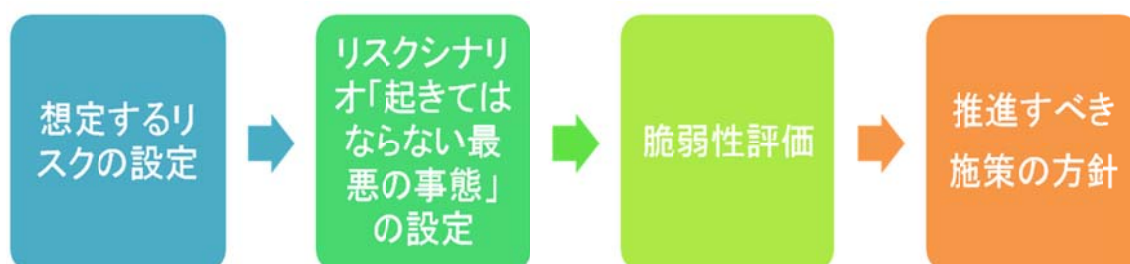 想定するリ
スクの設定
リスクシナリ
オ「起きては
ならない最
悪の事態」
の設定
脆弱性評価
推進すべき
施策の方針